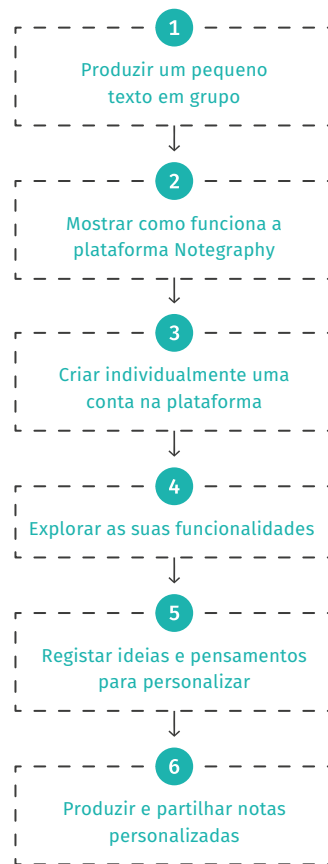 1
Produzir um pequeno
texto em grupo
2
Mostrar como funciona a
plataforma Notegraphy
3
Criar individualmente uma
conta na plataforma
4
Explorar as suas funcionalidades
5
Registar ideias e pensamentos
para personalizar
6
Produzir e partilhar notas
personalizadas